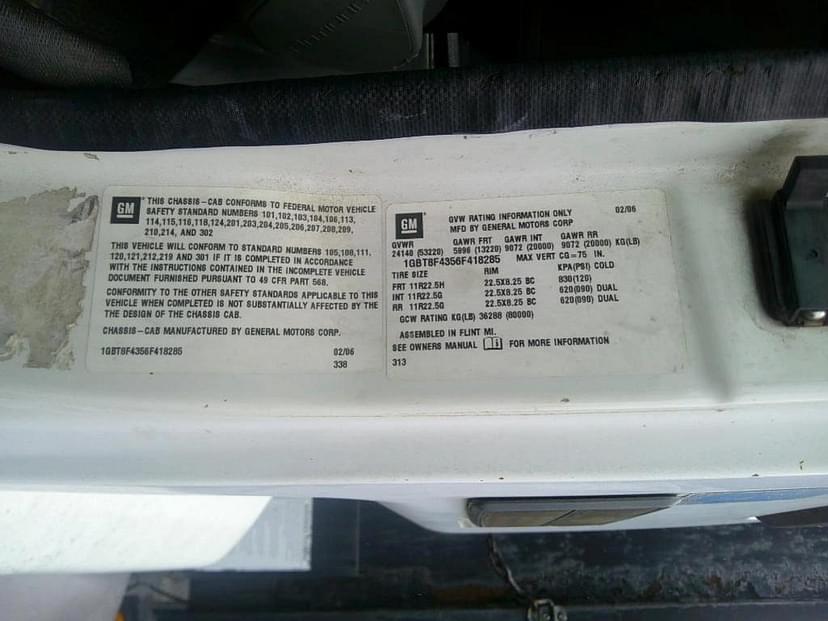 GM
THIS CHASSIS-CAB CONFORMS TO FEDERAL MOTOR VEHICLE
SAFETY STANDARD NUMBERS 101,102,103,104,106,113,
114,115,116,118,124,201,203,204,205,206,207,208,209,
210,214, AND 302
THIS VEHICLE WILL CONFORM TO STANDARD NUMBERS 105,108,111,
120,121,212,219 AND 301 IF IT IS COMPLETED IN ACCORDANCE
WITH THE INSTRUCTIONS CONTAINED IN THE INCOMPLETE VEHICLE
DOCUMENT FURNISHED PURSUANT TO 49 CFR PART 568.
CONFORMITY TO THE OTHER SAFETY STANDARDS APPLICABLE TO THIS
VEHICLE WHEN COMPLETED IS NOT SUBSTANTIALLY AFFECTED BY THE
THE DESIGN OF THE CHASSIS CAB.
CHASSIS-CAB MANUFACTURED BY GENERAL MOTORS CORP.
1GBT8F4356F418285 02/06
338
GM
GVW RATING INFORMATION ONLY 02/06
MFD BY GENERAL MOTORS CORP
GVWR GAWR FRT GAWR INT GAWR RR
24140 (53220) 5996 (13220) 9072 (20000) 9072 (20000) KG(LB)
1GBT8F4356F418285 MAX VERT CG=75 IN.
TIRE SIZE RIM KPA(PSI) COLD
FRT 11R22.5H 22.5X8.25 BC 830(120)
INT 11R22.5G 22.5X8.25 BC 620(090) DUAL
RR 11R22.5G 22.5X8.25 BC 620(090) DUAL
GCW RATING KG(LB) 36288 (80000)
ASSEMBLED IN FLINT MI.
SEE OWNERS MANUAL FOR MORE INFORMATION
313